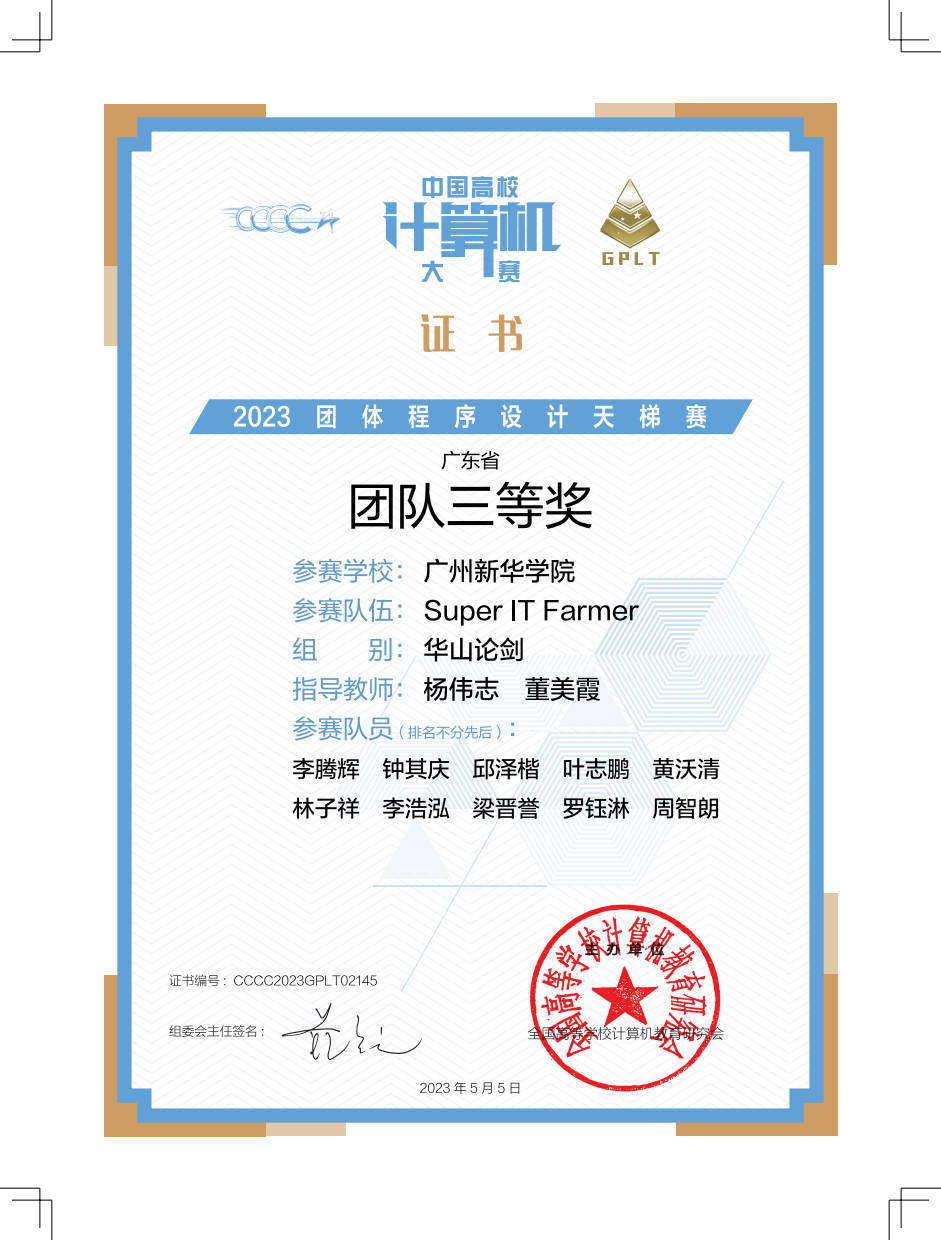 中国高校
计算机
大赛
CCCC
GPLT
证书
2023 团体程序设计天梯赛
广东省
团队三等奖
参赛学校： 广州新华学院
参赛队伍： Super IT Farmer
组 别： 华山论剑
指导教师： 杨伟志 董美霞
参赛队员（排名不分先后）：
李腾辉 钟其庆 邱泽楷 叶志鹏 黄沃清
林子祥 李浩泓 梁晋誉 罗钰淋 周智朗
主办单位
全国高等学校计算机教育研究会
证书编号：CCCC2023GPLT02145
组委会主任签名：
全国高等学校计算机教育研究会
2023 年 5 月 5 日